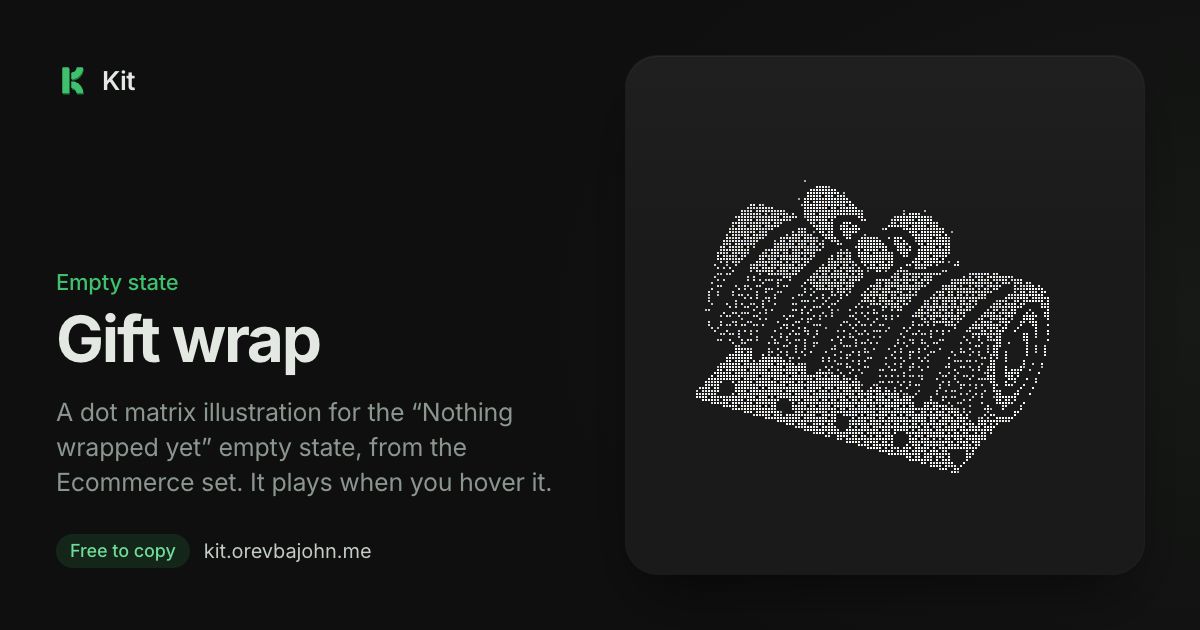 Kit
Empty state
Gift wrap
A dot matrix illustration for the “Nothing
wrapped yet” empty state, from the
Ecommerce set. It plays when you hover it.
Free to copy
kit.orevbajohn.me